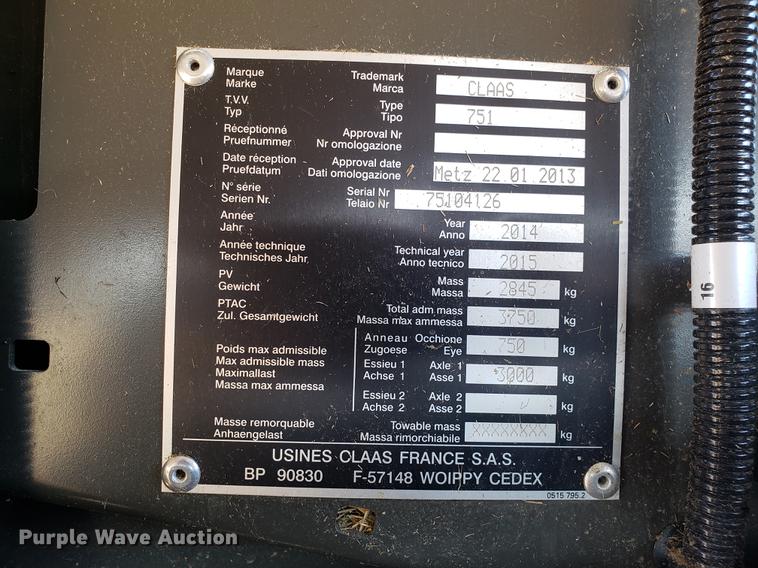 Marque Trademark
Marke Marca CLAAS
T.V.V. Type
Typ Tipo 751
Réceptionné Approval Nr
Pruefnummer Nr omologazione
Date réception Approval date
Pruefdatum Dati omologazione Metz 22.01.2013
N° série Serial Nr
Serien Nr. Telaio Nr 75104126
Année Year
Jahr Anno 2014
Année technique Technical year
Technisches Jahr Anno tecnico 2015
PV Mass
Gewicht Massa 2845 kg
PTAC Total adm mass
Zul. Gesamtgewicht Massa max ammessa 3750 kg
Poids max admissible
Max admissible mass
Maximallast
Massa max ammessa
Anneau Occhione
Zugoese Eye 750 kg
Essieu 1 Axle 1
Achse 1 Asse 1 3000 kg
Essieu 2 Axle 2
Achse 2 Asse 2 kg
Masse remorquable Towable mass
Anhaengelast Massa rimorchiabile XXXXXXX kg
USINES CLAAS FRANCE S.A.S.
BP 90830 F-57148 WOIPPY CEDEX
0515 795.2
16
Purple Wave Auction